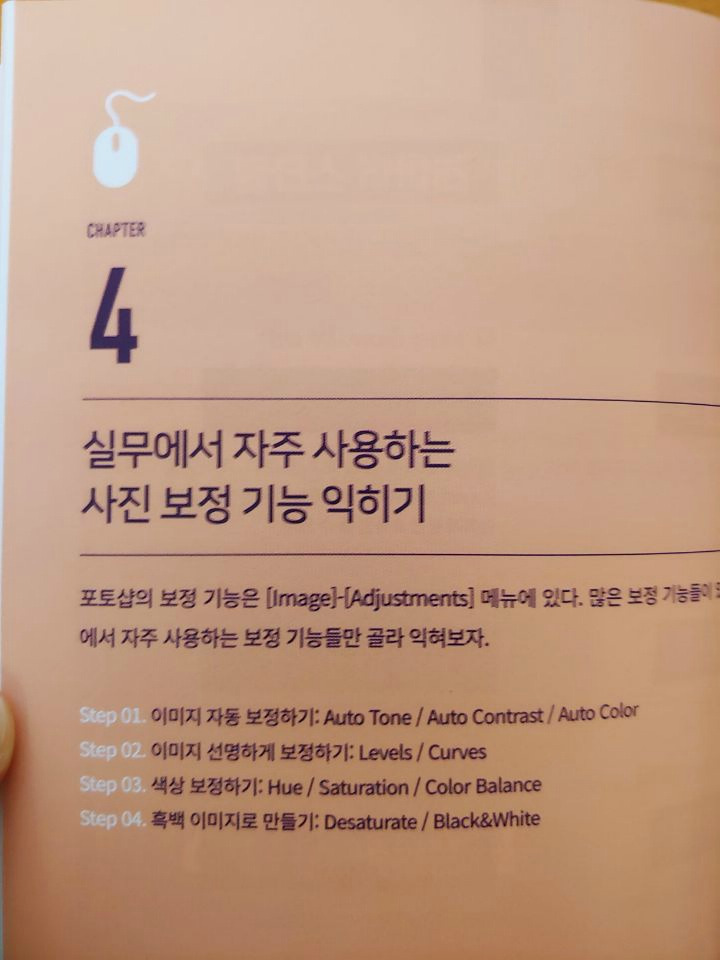 CHAPTER
4
실무에서 자주 사용하는
사진 보정 기능 익히기
포토샵의 보정 기능은 [Image]-[Adjustments] 메뉴에 있다. 많은 보정 기능들이
에서 자주 사용하는 보정 기능들만 골라 익혀보자.
Step 01. 이미지 자동 보정하기: Auto Tone / Auto Contrast / Auto Color
Step 02. 이미지 선명하게 보정하기: Levels / Curves
Step 03. 색상 보정하기: Hue / Saturation / Color Balance
Step 04. 흑백 이미지로 만들기: Desaturate / Black&White